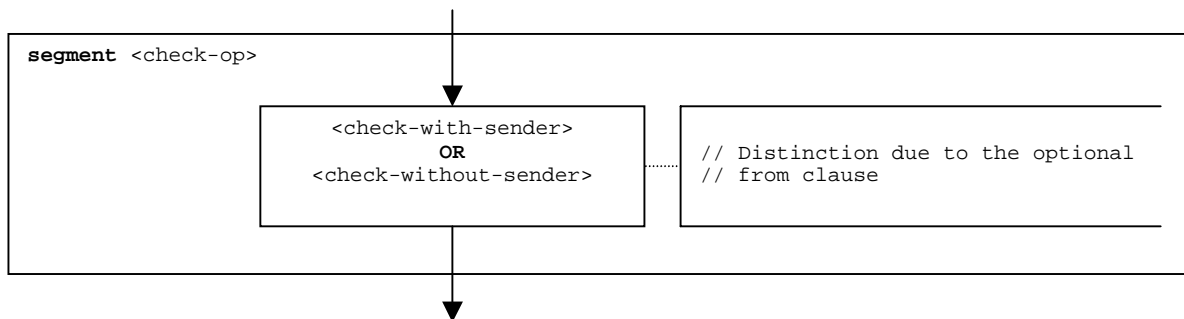 segment <check-op>
<check-with-sender>
OR
<check-without-sender>
// Distinction due to the optional
// from clause